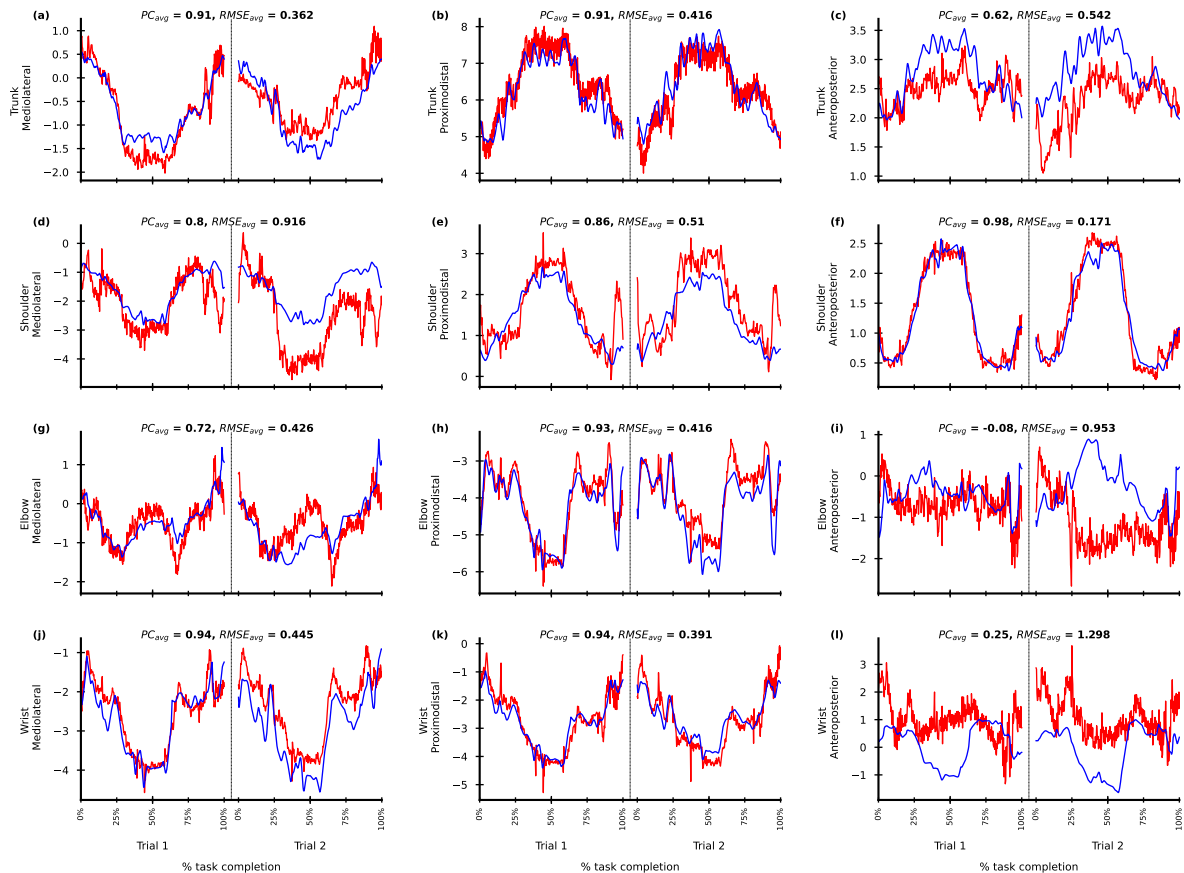 (a) PC_avg = 0.91, RMSE_avg = 0.362
Trunk
Mediolateral
1.0
0.5
0.0
−0.5
−1.0
−1.5
−2.0
(b) PC_avg = 0.91, RMSE_avg = 0.416
Trunk
Proximodistal
8
7
6
5
4
(c) PC_avg = 0.62, RMSE_avg = 0.542
Trunk
Anteroposterior
3.5
3.0
2.5
2.0
1.5
1.0
(d) PC_avg = 0.8, RMSE_avg = 0.916
Shoulder
Mediolateral
0
−1
−2
−3
−4
(e) PC_avg = 0.86, RMSE_avg = 0.51
Shoulder
Proximodistal
3
2
1
0
(f) PC_avg = 0.98, RMSE_avg = 0.171
Shoulder
Anteroposterior
2.5
2.0
1.5
1.0
0.5
(g) PC_avg = 0.72, RMSE_avg = 0.426
Elbow
Mediolateral
1
0
−1
−2
(h) PC_avg = 0.93, RMSE_avg = 0.416
Elbow
Proximodistal
−3
−4
−5
−6
(i) PC_avg = -0.08, RMSE_avg = 0.953
Elbow
Anteroposterior
1
0
−1
−2
(j) PC_avg = 0.94, RMSE_avg = 0.445
Wrist
Mediolateral
−1
−2
−3
−4
0% 25% 50% 75% 100% 0% 25% 50% 75% 100%
Trial 1 Trial 2
% task completion
(k) PC_avg = 0.94, RMSE_avg = 0.391
Wrist
Proximodistal
0
−1
−2
−3
−4
−5
0% 25% 50% 75% 100% 0% 25% 50% 75% 100%
Trial 1 Trial 2
% task completion
(l) PC_avg = 0.25, RMSE_avg = 1.298
Wrist
Anteroposterior
3
2
1
0
−1
0% 25% 50% 75% 100% 0% 25% 50% 75% 100%
Trial 1 Trial 2
% task completion